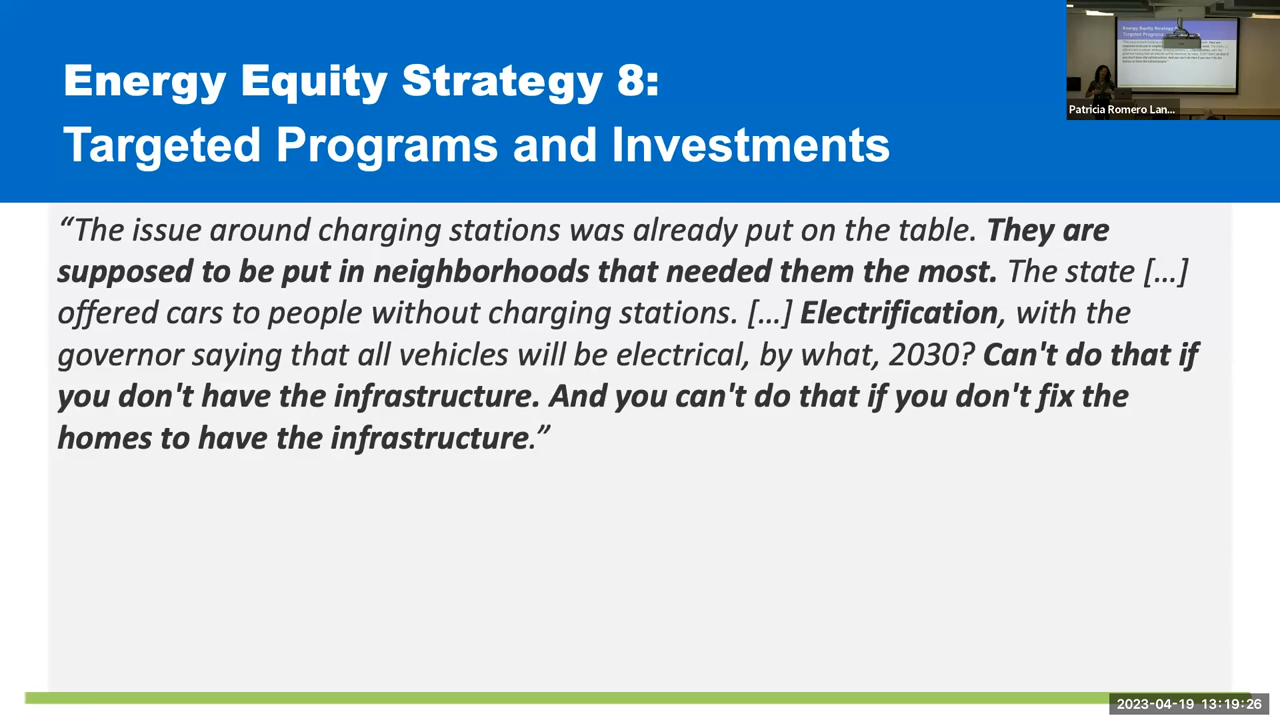 Energy Equity Strategy 8:
Targeted Programs and Investments
“The issue around charging stations was already put on the table. They are
supposed to be put in neighborhoods that needed them the most. The state [...]
offered cars to people without charging stations. [...] Electrification, with the
governor saying that all vehicles will be electrical, by what, 2030? Can't do that if
you don't have the infrastructure. And you can't do that if you don't fix the
homes to have the infrastructure.”
Patricia Romero Lan...
2023-04-19 13:19:26